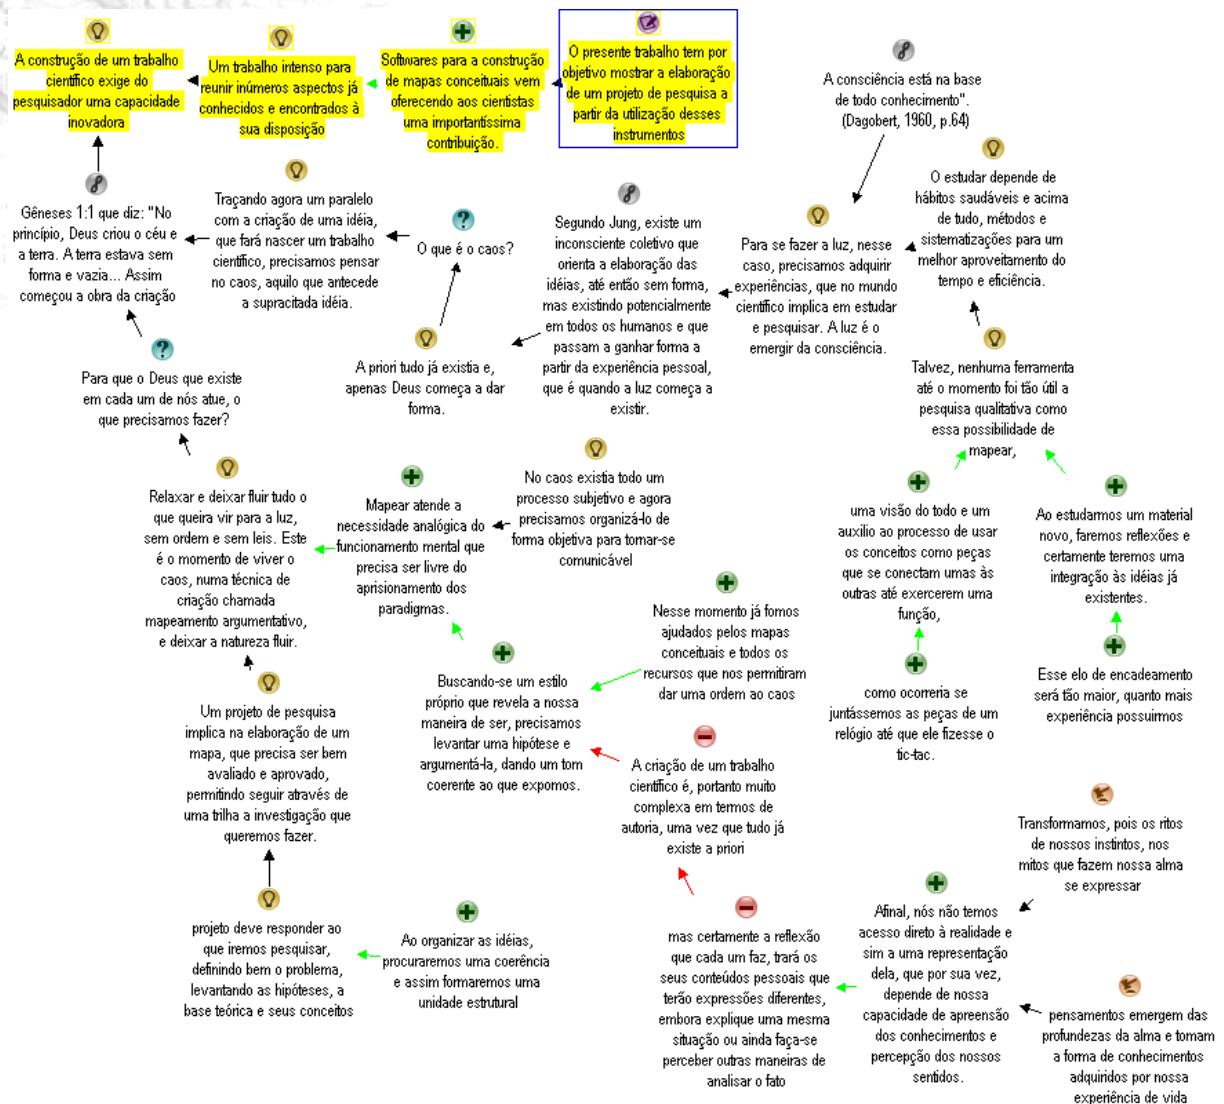 A construção de um trabalho
científico exige do
pesquisador uma capacidade
inovadora
Um trabalho intenso para
reunir inúmeros aspectos já
conhecidos e encontrados à
sua disposição
Softwares para a construção
de mapas conceituais vem
oferecendo aos cientistas
uma importantíssima
contribuição.
O presente trabalho tem por
objetivo mostrar a elaboração
de um projeto de pesquisa a
partir da utilização desses
instrumentos
A consciência está na base
de todo conhecimento".
(Dagobert, 1960, p.64)
O estudar depende de
hábitos saudáveis e acima
de tudo, métodos e
sistematizações para um
melhor aproveitamento do
tempo e eficiência.
Gêneses 1:1 que diz: "No
princípio, Deus criou o céu e
a terra. A terra estava sem
forma e vazia... Assim
começou a obra da criação
Traçando agora um paralelo
com a criação de uma idéia,
que fará nascer um trabalho
científico, precisamos pensar
no caos, aquilo que antecede
a supracitada idéia.
?
O que é o caos?
Segundo Jung, existe um
inconsciente coletivo que
orienta a elaboração das
idéias, até então sem forma,
mas existindo potencialmente
em todos os humanos e que
passam a ganhar forma a
partir da experiência pessoal,
que é quando a luz começa a
existir.
Para se fazer a luz, nesse
caso, precisamos adquirir
experiências, que no mundo
científico implica em estudar
e pesquisar. A luz é o
emergir da consciência.
A priori tudo já existia e,
apenas Deus começa a dar
forma.
?
Para que o Deus que existe
em cada um de nós atue, o
que precisamos fazer?
Talvez, nenhuma ferramenta
até o momento foi tão útil a
pesquisa qualitativa como
essa possibilidade de
mapear,
Relaxar e deixar fluir tudo o
que queira vir para a luz,
sem ordem e sem leis. Este
é o momento de viver o
caos, numa técnica de
criação chamada
mapeamento argumentativo,
e deixar a natureza fluir.
Mapear atende a
necessidade analógica do
funcionamento mental que
precisa ser livre do
aprisionamento dos
paradigmas.
No caos existia todo um
processo subjetivo e agora
precisamos organizá-lo de
forma objetiva para tornar-se
comunicável
uma visão do todo e um
auxilio ao processo de usar
os conceitos como peças
que se conectam umas às
outras até exercerem uma
função,
Ao estudarmos um material
novo, faremos reflexões e
certamente teremos uma
integração às idéias já
existentes.
Nesse momento já fomos
ajudados pelos mapas
conceituais e todos os
recursos que nos permitiram
dar uma ordem ao caos
Buscando-se um estilo
próprio que revela a nossa
maneira de ser, precisamos
levantar uma hipótese e
argumentá-la, dando um tom
coerente ao que expomos.
como ocorreria se
juntássemos as peças de um
relógio até que ele fizesse o
tic-tac.
Esse elo de encadeamento
será tão maior, quanto mais
experiência possuirmos
Um projeto de pesquisa
implica na elaboração de um
mapa, que precisa ser bem
avaliado e aprovado,
permitindo seguir através de
uma trilha a investigação que
queremos fazer.
A criação de um trabalho
científico é, portanto muito
complexa em termos de
autoria, uma vez que tudo já
existe a priori
Transformamos, pois os ritos
de nossos instintos, nos
mitos que fazem nossa alma
se expressar
projeto deve responder ao
que iremos pesquisar,
definindo bem o problema,
levantando as hipóteses, a
base teórica e seus conceitos
Ao organizar as idéias,
procuraremos uma coerência
e assim formaremos uma
unidade estrutural
mas certamente a reflexão
que cada um faz, trará os
seus conteúdos pessoais que
terão expressões diferentes,
embora explique uma mesma
situação ou ainda faça-se
perceber outras maneiras de
analisar o fato
Afinal, nós não temos
acesso direto à realidade e
sim a uma representação
dela, que por sua vez,
depende de nossa
capacidade de apreensão
dos conhecimentos e
percepção dos nossos
sentidos.
pensamentos emergem das
profundezas da alma e tomam
a forma de conhecimentos
adquiridos por nossa
experiência de vida